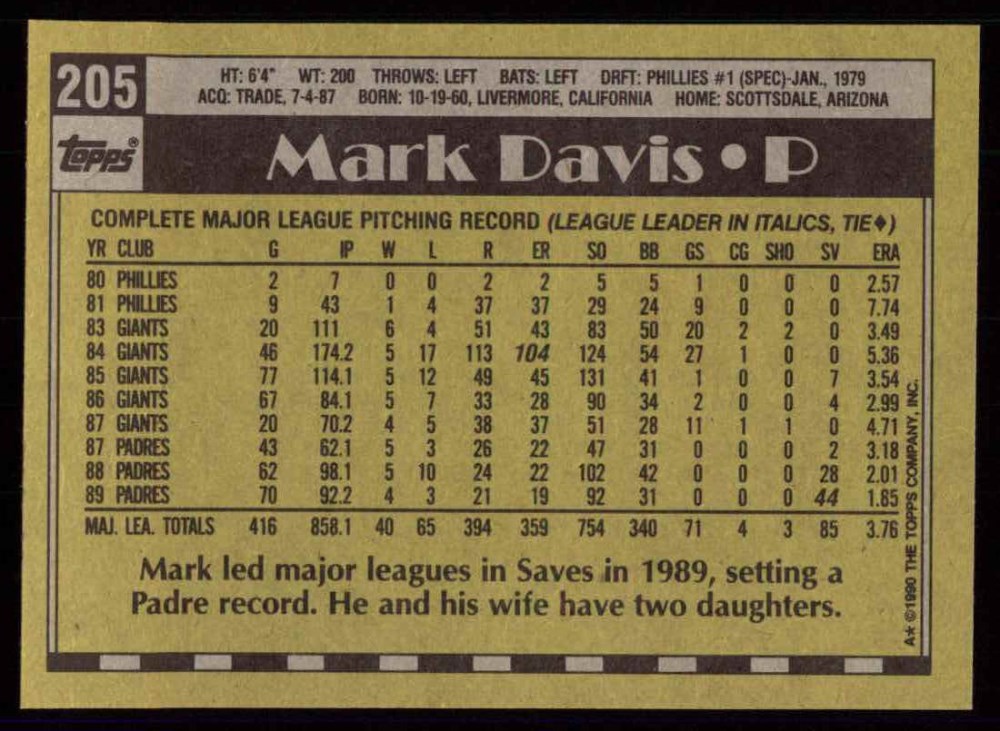 205
HT: 6'4" WT: 200 THROWS: LEFT BATS: LEFT DRFT: PHILLIES #1 (SPEC)-JAN., 1979
ACQ: TRADE, 7-4-87 BORN: 10-19-60, LIVERMORE, CALIFORNIA HOME: SCOTTSDALE, ARIZONA
topps®
Mark Davis • P
COMPLETE MAJOR LEAGUE PITCHING RECORD (LEAGUE LEADER IN ITALICS, TIE♦)
YR CLUB G IP W L R ER SO BB GS CG SHO SV ERA
80 PHILLIES 2 7 0 0 2 2 5 5 1 0 0 0 2.57
81 PHILLIES 9 43 1 4 37 37 29 24 9 0 0 0 7.74
83 GIANTS 20 111 6 4 51 43 83 50 20 2 2 0 3.49
84 GIANTS 46 174.2 5 17 113 104 124 54 27 1 0 0 5.36
85 GIANTS 77 114.1 5 12 49 45 131 41 1 0 0 7 3.54
86 GIANTS 67 84.1 5 7 33 28 90 34 2 0 0 4 2.99
87 GIANTS 20 70.2 4 5 38 37 51 28 11 1 1 0 4.71
87 PADRES 43 62.1 5 3 26 22 47 31 0 0 0 2 3.18
88 PADRES 62 98.1 5 10 24 22 102 42 0 0 0 28 2.01
89 PADRES 70 92.2 4 3 21 19 92 31 0 0 0 44 1.85
MAJ. LEA. TOTALS 416 858.1 40 65 394 359 754 340 71 4 3 85 3.76
Mark led major leagues in Saves in 1989, setting a
Padre record. He and his wife have two daughters.
A★ ©1990 THE TOPPS COMPANY, INC.